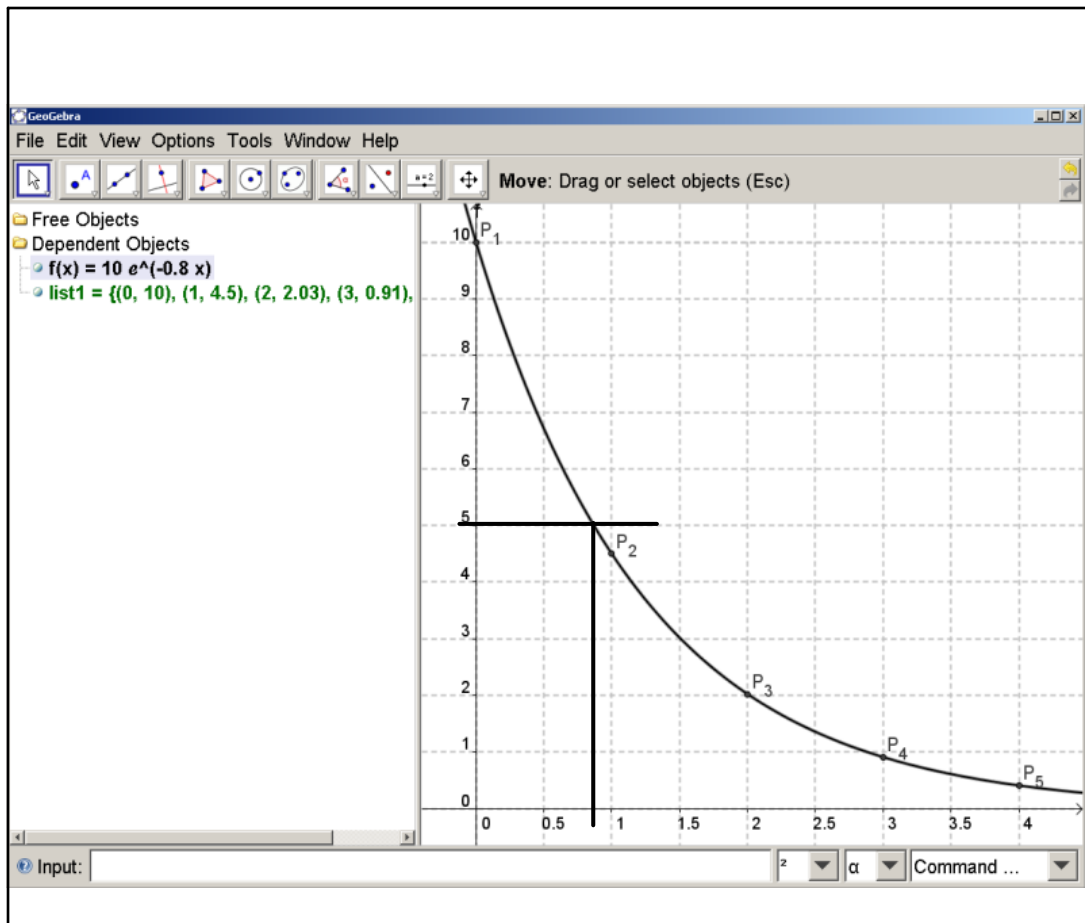 GeoGebra
File Edit View Options Tools Window Help
A
α
a=2
Move: Drag or select objects (Esc)
Free Objects
Dependent Objects
f(x) = 10 e^(-0.8 x)
list1 = {(0, 10), (1, 4.5), (2, 2.03), (3, 0.91),
f
10
P1
9
8
7
6
5
P2
4
3
2
P3
1
P4
P5
0
0 0.5 1 1.5 2 2.5 3 3.5 4
Input: ² α Command ...